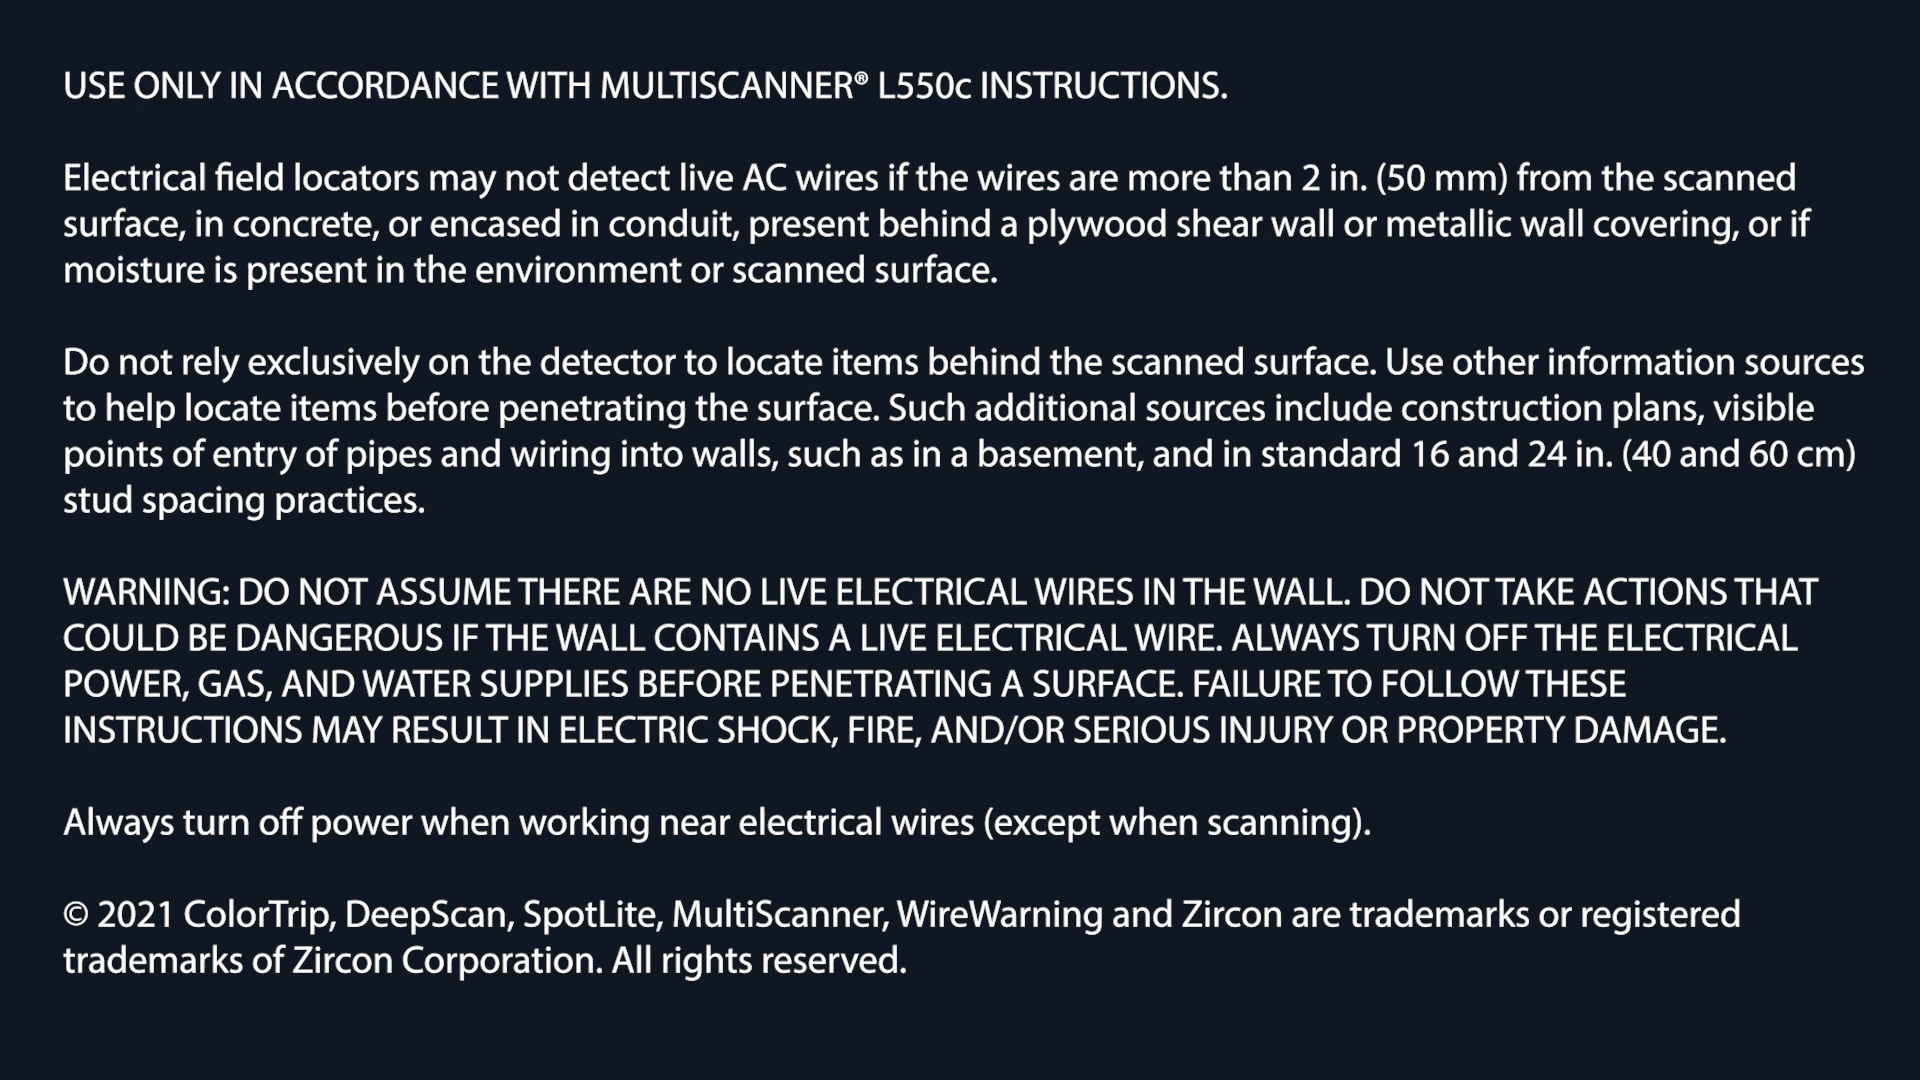 USE ONLY IN ACCORDANCE WITH MULTISCANNER® L550c INSTRUCTIONS.
Electrical field locators may not detect live AC wires if the wires are more than 2 in. (50 mm) from the scanned
surface, in concrete, or encased in conduit, present behind a plywood shear wall or metallic wall covering, or if
moisture is present in the environment or scanned surface.
Do not rely exclusively on the detector to locate items behind the scanned surface. Use other information sources
to help locate items before penetrating the surface. Such additional sources include construction plans, visible
points of entry of pipes and wiring into walls, such as in a basement, and in standard 16 and 24 in. (40 and 60 cm)
stud spacing practices.
WARNING: DO NOT ASSUME THERE ARE NO LIVE ELECTRICAL WIRES IN THE WALL. DO NOT TAKE ACTIONS THAT
COULD BE DANGEROUS IF THE WALL CONTAINS A LIVE ELECTRICAL WIRE. ALWAYS TURN OFF THE ELECTRICAL
POWER, GAS, AND WATER SUPPLIES BEFORE PENETRATING A SURFACE. FAILURE TO FOLLOW THESE
INSTRUCTIONS MAY RESULT IN ELECTRIC SHOCK, FIRE, AND/OR SERIOUS INJURY OR PROPERTY DAMAGE.
Always turn off power when working near electrical wires (except when scanning).
© 2021 ColorTrip, DeepScan, SpotLite, MultiScanner, WireWarning and Zircon are trademarks or registered
trademarks of Zircon Corporation. All rights reserved.